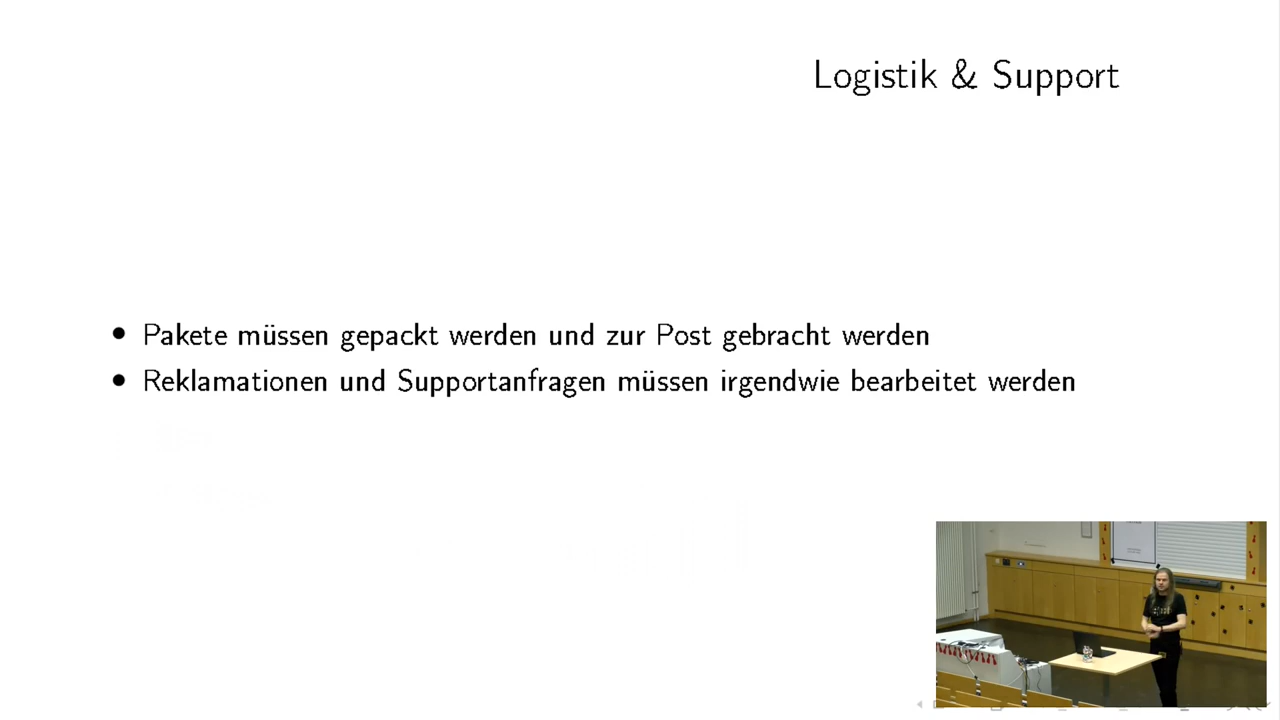 Logistik & Support
• Pakete müssen gepackt werden und zur Post gebracht werden
• Reklamationen und Supportanfragen müssen irgendwie bearbeitet werden